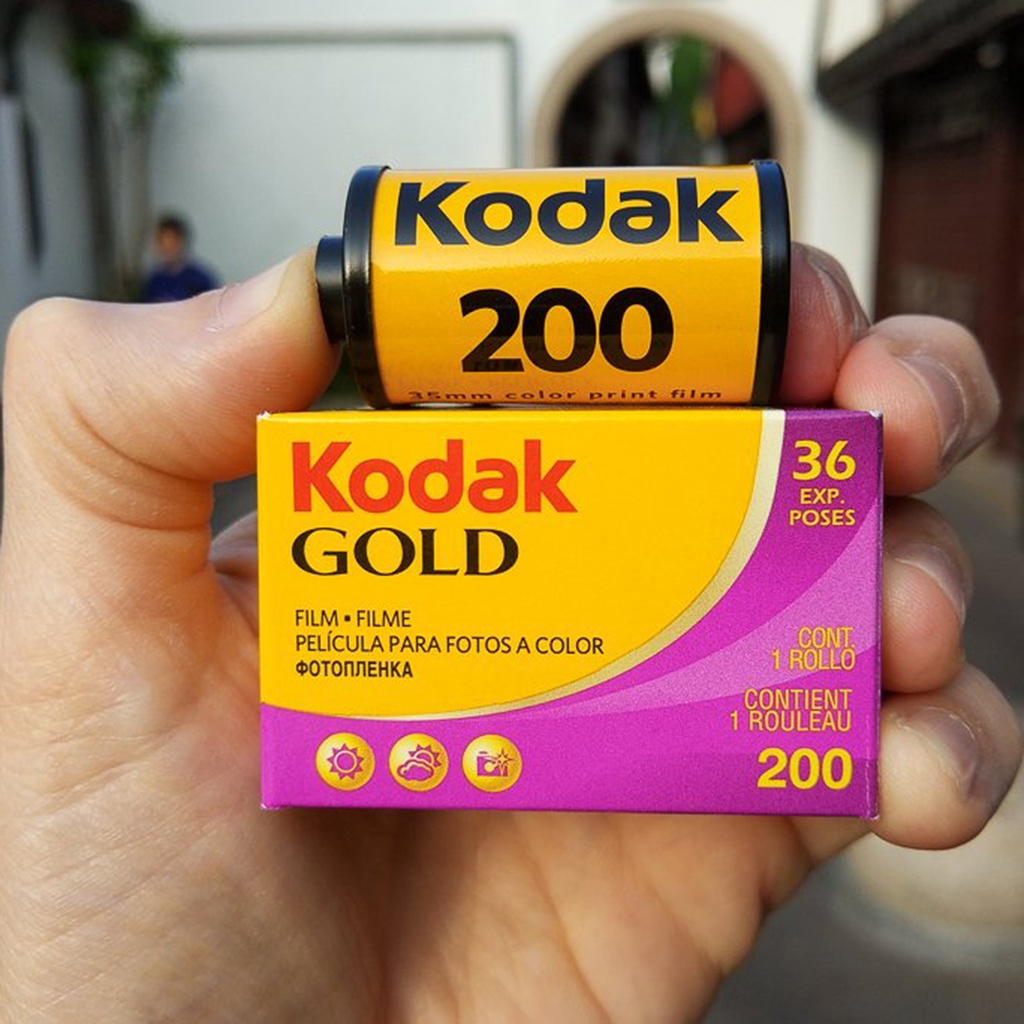 Kodak
200
35mm color print film
Kodak
GOLD
FILM ▪ FILME
PELÍCULA PARA FOTOS A COLOR
ФОТОПЛЕНКА
36
EXP.
POSES
CONT.
1 ROLLO
CONTIENT
1 ROULEAU
200